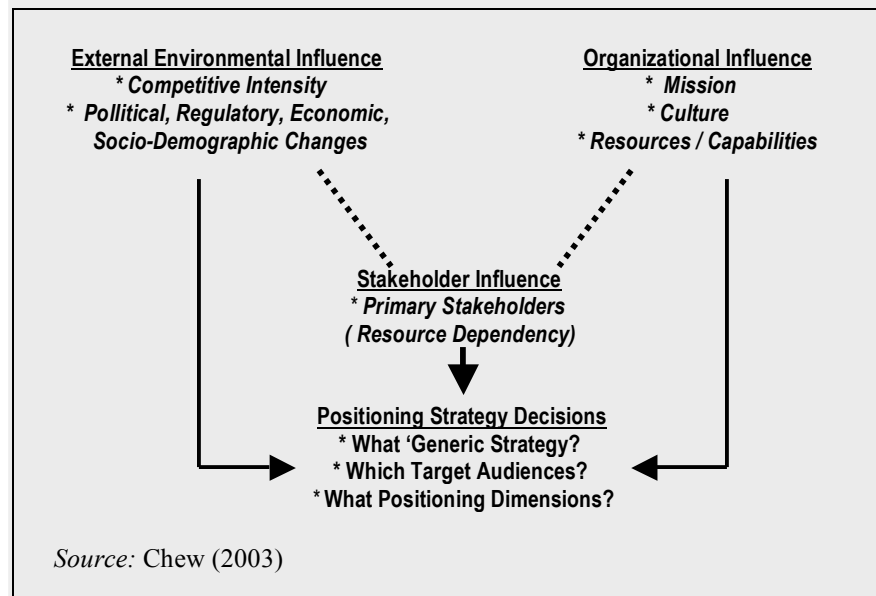 External Environmental Influence
* Competitive Intensity
* Pollitical, Regulatory, Economic,
Socio-Demographic Changes
Organizational Influence
* Mission
* Culture
* Resources / Capabilities
Stakeholder Influence
* Primary Stakeholders
( Resource Dependency)
Positioning Strategy Decisions
* What ‘Generic Strategy?
* Which Target Audiences?
* What Positioning Dimensions?
Source: Chew (2003)